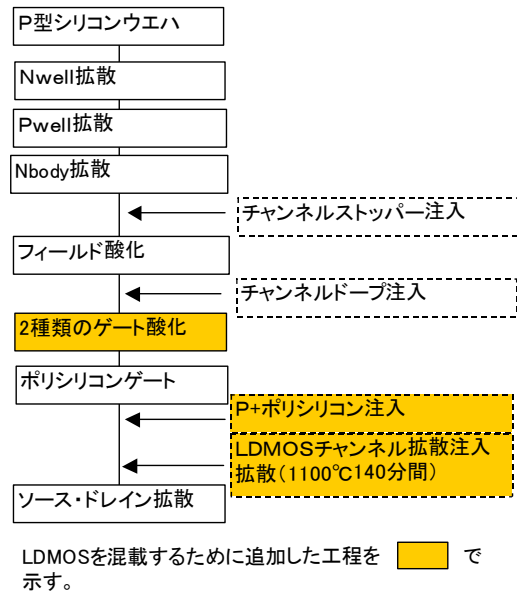 P型シリコンウエハ
Nwell拡散
Pwell拡散
Nbody拡散
チャンネルストッパー注入
フィールド酸化
チャンネルドープ注入
2種類のゲート酸化
ポリシリコンゲート
P+ポリシリコン注入
LDMOSチャンネル拡散注入
拡散(1100℃140分間)
ソース・ドレイン拡散
LDMOSを混載するために追加した工程を で
示す。